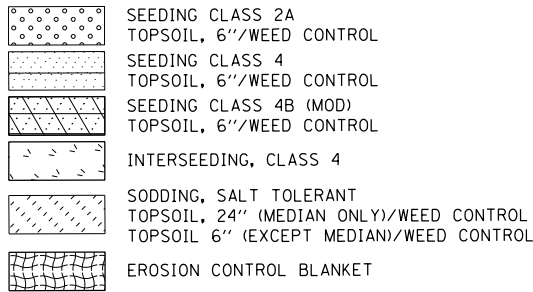 SEEDING CLASS 2A
TOPSOIL, 6''/WEED CONTROL
SEEDING CLASS 4
TOPSOIL, 6''/WEED CONTROL
SEEDING CLASS 4B (MOD)
TOPSOIL, 6''/WEED CONTROL
INTERSEEDING, CLASS 4
SODDING, SALT TOLERANT
TOPSOIL, 24'' (MEDIAN ONLY)/WEED CONTROL
TOPSOIL 6'' (EXCEPT MEDIAN)/WEED CONTROL
EROSION CONTROL BLANKET